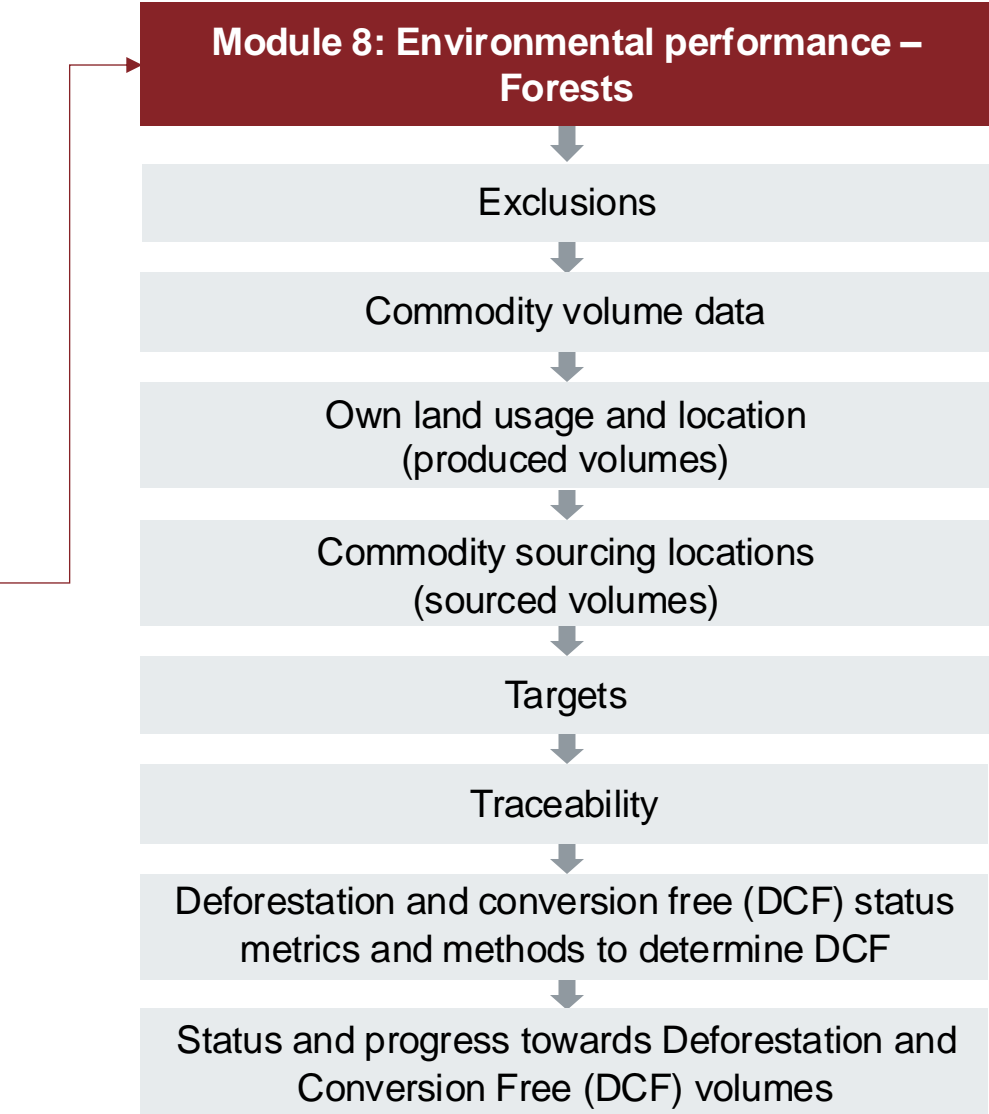 Module 8: Environmental performance –
Forests
Exclusions
Commodity volume data
Own land usage and location
(produced volumes)
Commodity sourcing locations
(sourced volumes)
Targets
Traceability
Deforestation and conversion free (DCF) status
metrics and methods to determine DCF
Status and progress towards Deforestation and
Conversion Free (DCF) volumes